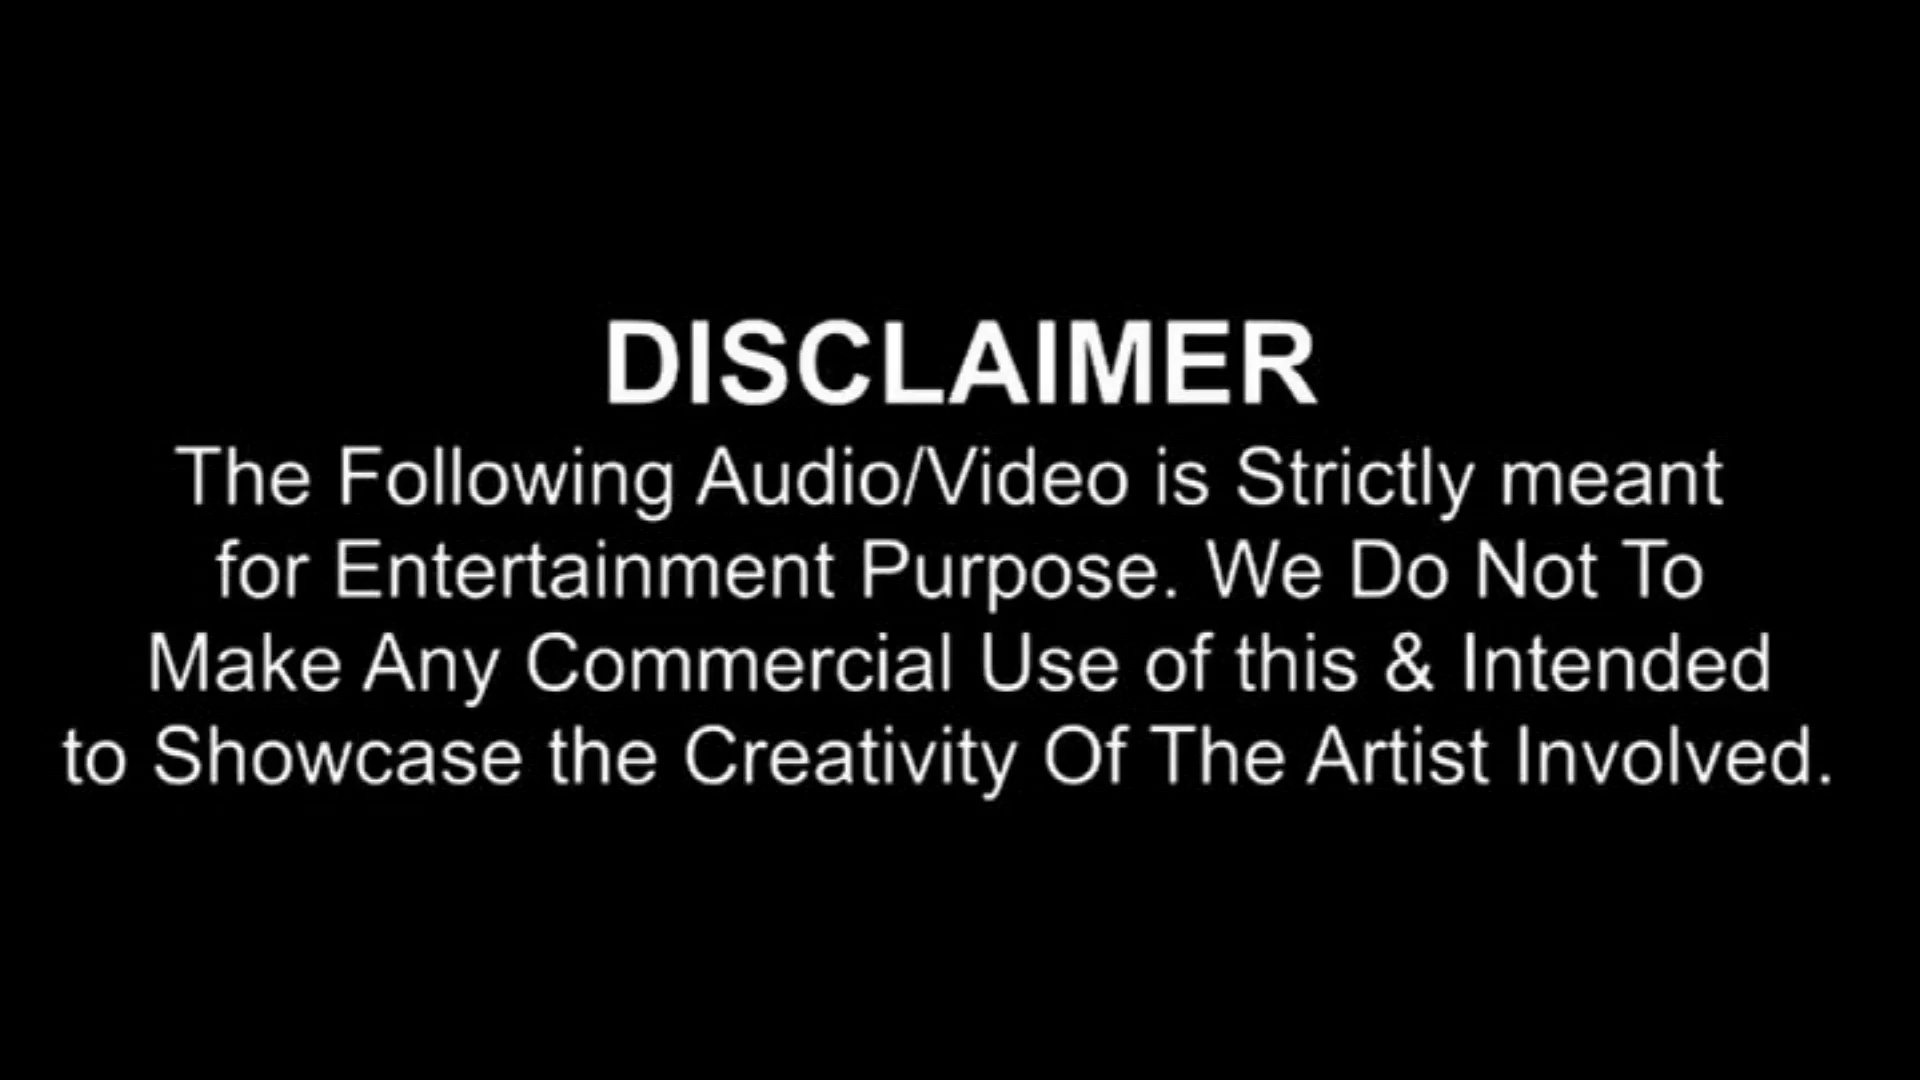 DISCLAIMER
The Following Audio/Video is Strictly meant
for Entertainment Purpose. We Do Not To
Make Any Commercial Use of this & Intended
to Showcase the Creativity Of The Artist Involved.